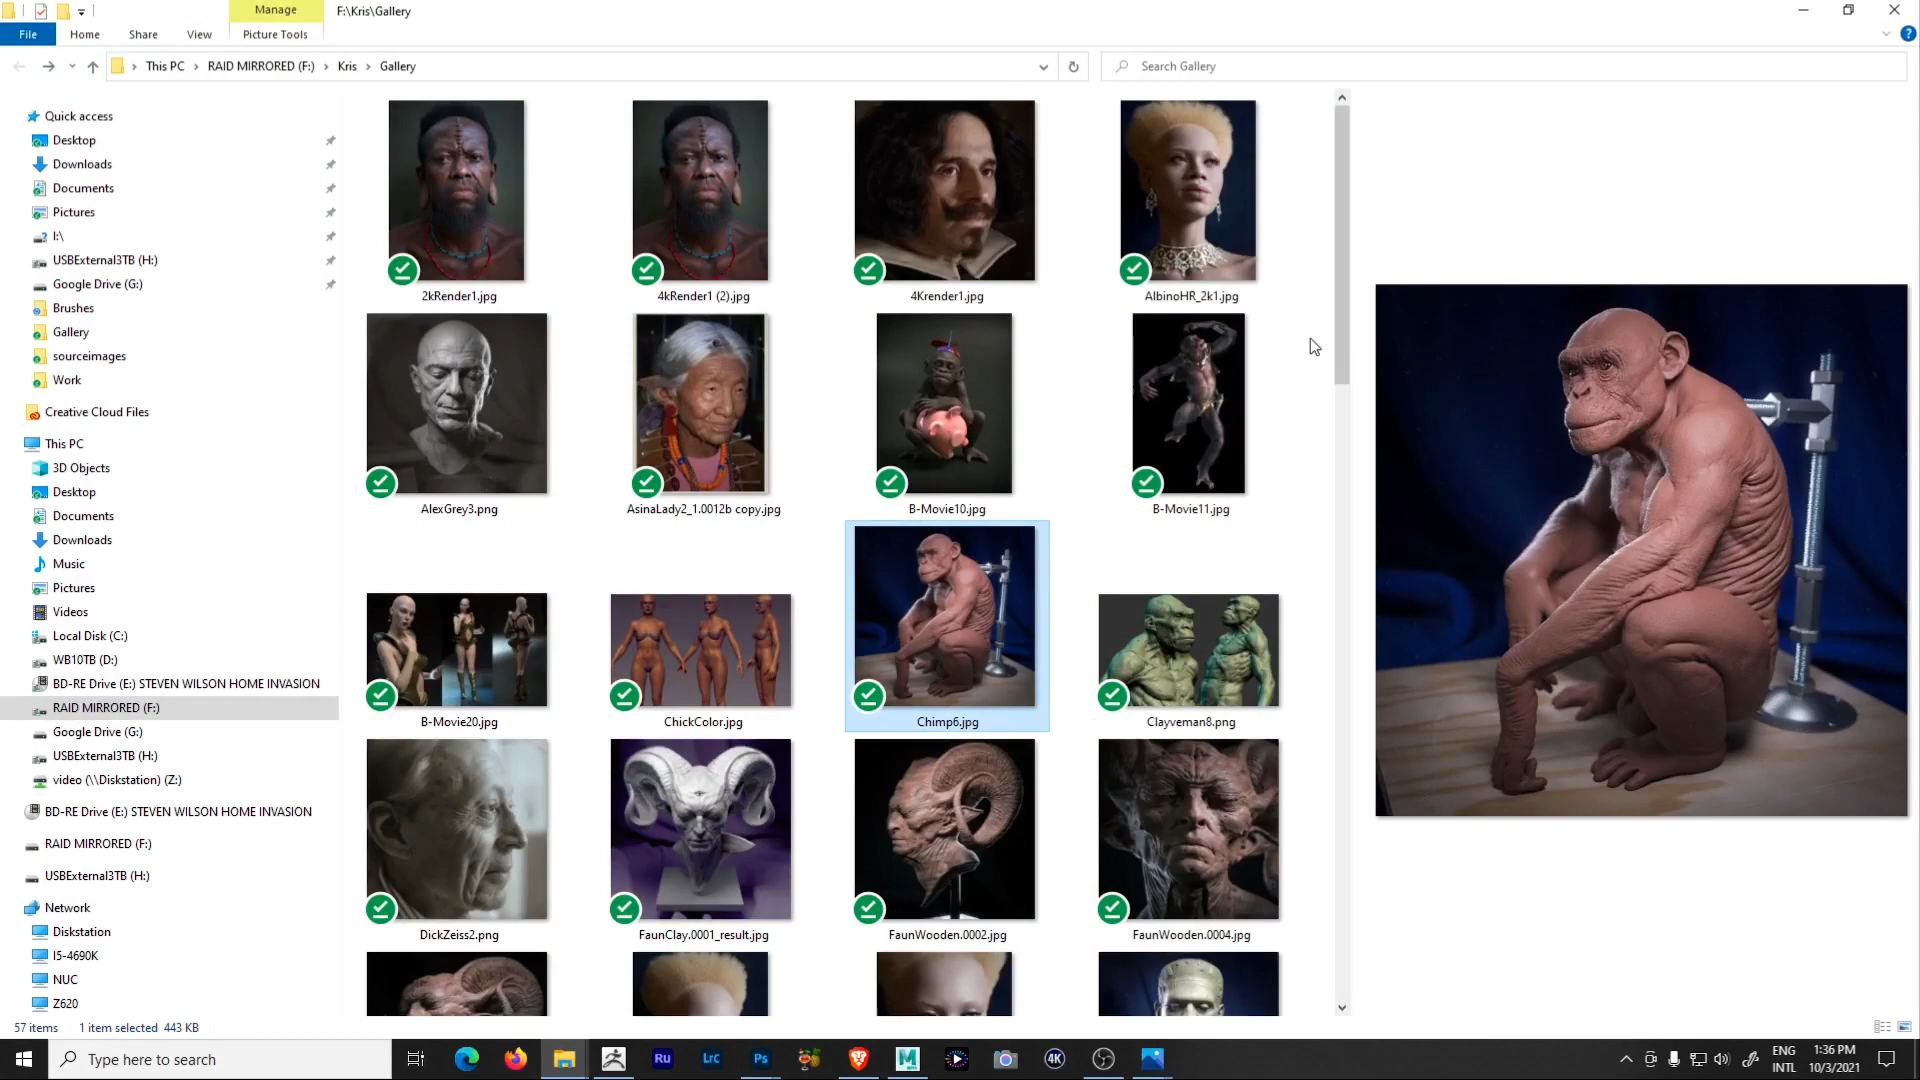 Manage
F:\Kris\Gallery
File
Home
Share
View
Picture Tools
This PC
RAID MIRRORED (F:)
Kris
Gallery
Search Gallery
Quick access
Desktop
Downloads
Documents
Pictures
I:\
USBExternal3TB (H:)
Google Drive (G:)
Brushes
Gallery
sourceimages
Work
Creative Cloud Files
This PC
3D Objects
Desktop
Documents
Downloads
Music
Pictures
Videos
Local Disk (C:)
WB10TB (D:)
BD-RE Drive (E:) STEVEN WILSON HOME INVASION
RAID MIRRORED (F:)
Google Drive (G:)
USBExternal3TB (H:)
video (\\Diskstation) (Z:)
BD-RE Drive (E:) STEVEN WILSON HOME INVASION
RAID MIRRORED (F:)
USBExternal3TB (H:)
Network
Diskstation
I5-4690K
NUC
Z620
2kRender1.jpg
4kRender1 (2).jpg
4Krender1.jpg
AlbinoHR_2k1.jpg
AlexGrey3.png
AsinaLady2_1.0012b copy.jpg
B-Movie10.jpg
B-Movie11.jpg
B-Movie20.jpg
ChickColor.jpg
Chimp6.jpg
Clayveman8.png
DickZeiss2.png
FaunClay.0001_result.jpg
FaunWooden.0002.jpg
FaunWooden.0004.jpg
57 items
1 item selected 443 KB
Type here to search
Ru
Lrc
Ps
M
4K
ENG
INTL
1:36 PM
10/3/2021